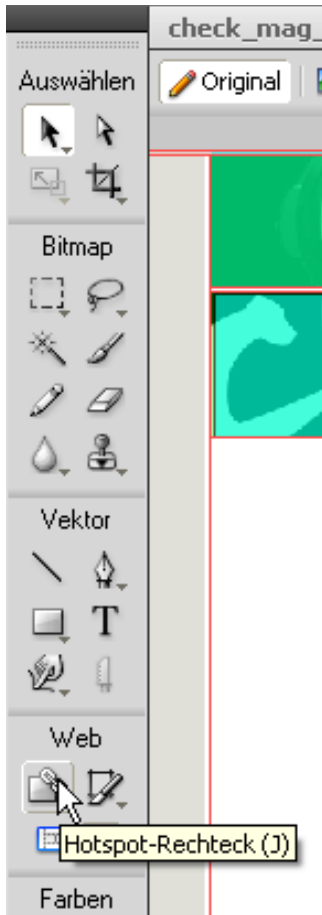 check_mag_
Auswählen
Original
Bitmap
Vektor
T
Web
Hotspot-Rechteck (J)
Farben